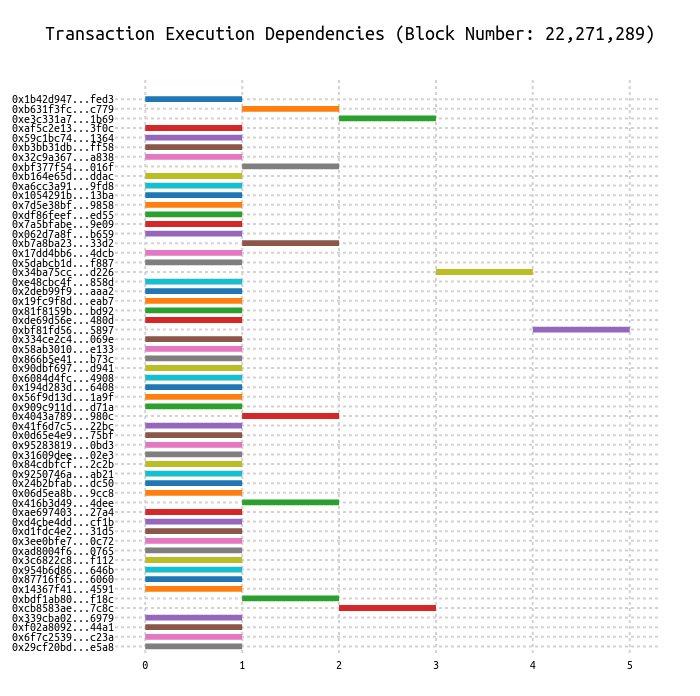 Transaction Execution Dependencies (Block Number: 22,271,289)
0x1b42d947...fed3
0xb631f3fc...c779
0xe3c331a7...1b69
0xaf5c2e13...3f0c
0x59c1bc74...1364
0xb3bb31db...ff58
0x32c9a367...a838
0xbf377f54...016f
0xb164e65d...ddac
0xa6cc3a91...9fd8
0x1054291b...13ba
0x7d5e38bf...9858
0xdf86feef...ed55
0x7a5bfabe...9e09
0x062d7a8f...b659
0xb7a8ba23...33d2
0x17dd4bb6...4dcb
0x5dabcb1d...f887
0x34ba75cc...d226
0xe48cbc4f...858d
0x2deb99f9...aaa2
0x19fc9f8d...eab7
0x81f8159b...bd92
0xde69d56e...480d
0xbf81fd56...5897
0x334ce2c4...069e
0x58ab3010...e133
0x866b5e41...b73c
0x90dbf697...d941
0x6084d4fc...4908
0x194d283d...6408
0x56f9d13d...1a9f
0x909c911d...d71a
0x4043a789...980c
0x41f6d7c5...22bc
0x0d65e4e9...75bf
0x95283819...0bd3
0x31609dee...02e3
0x84cdbfcf...2c2b
0x9250746a...ab21
0x24b2bfab...dc50
0x06d5ea8b...9cc8
0x416b3d49...4dee
0xae697403...27a4
0xd4cbe4dd...cf1b
0xd1fdc4e2...31d5
0x3ee0bfe7...0c72
0xad8004f6...0765
0x3c6822c8...f112
0x954b6d86...646b
0x87716f65...6060
0x14367f41...4591
0xbdf1ab80...f18c
0xcb8583ae...7c8c
0x339cba02...6979
0xf02a8092...44a1
0x6f7c2539...c23a
0x29cf20bd...e5a8
0 1 2 3 4 5